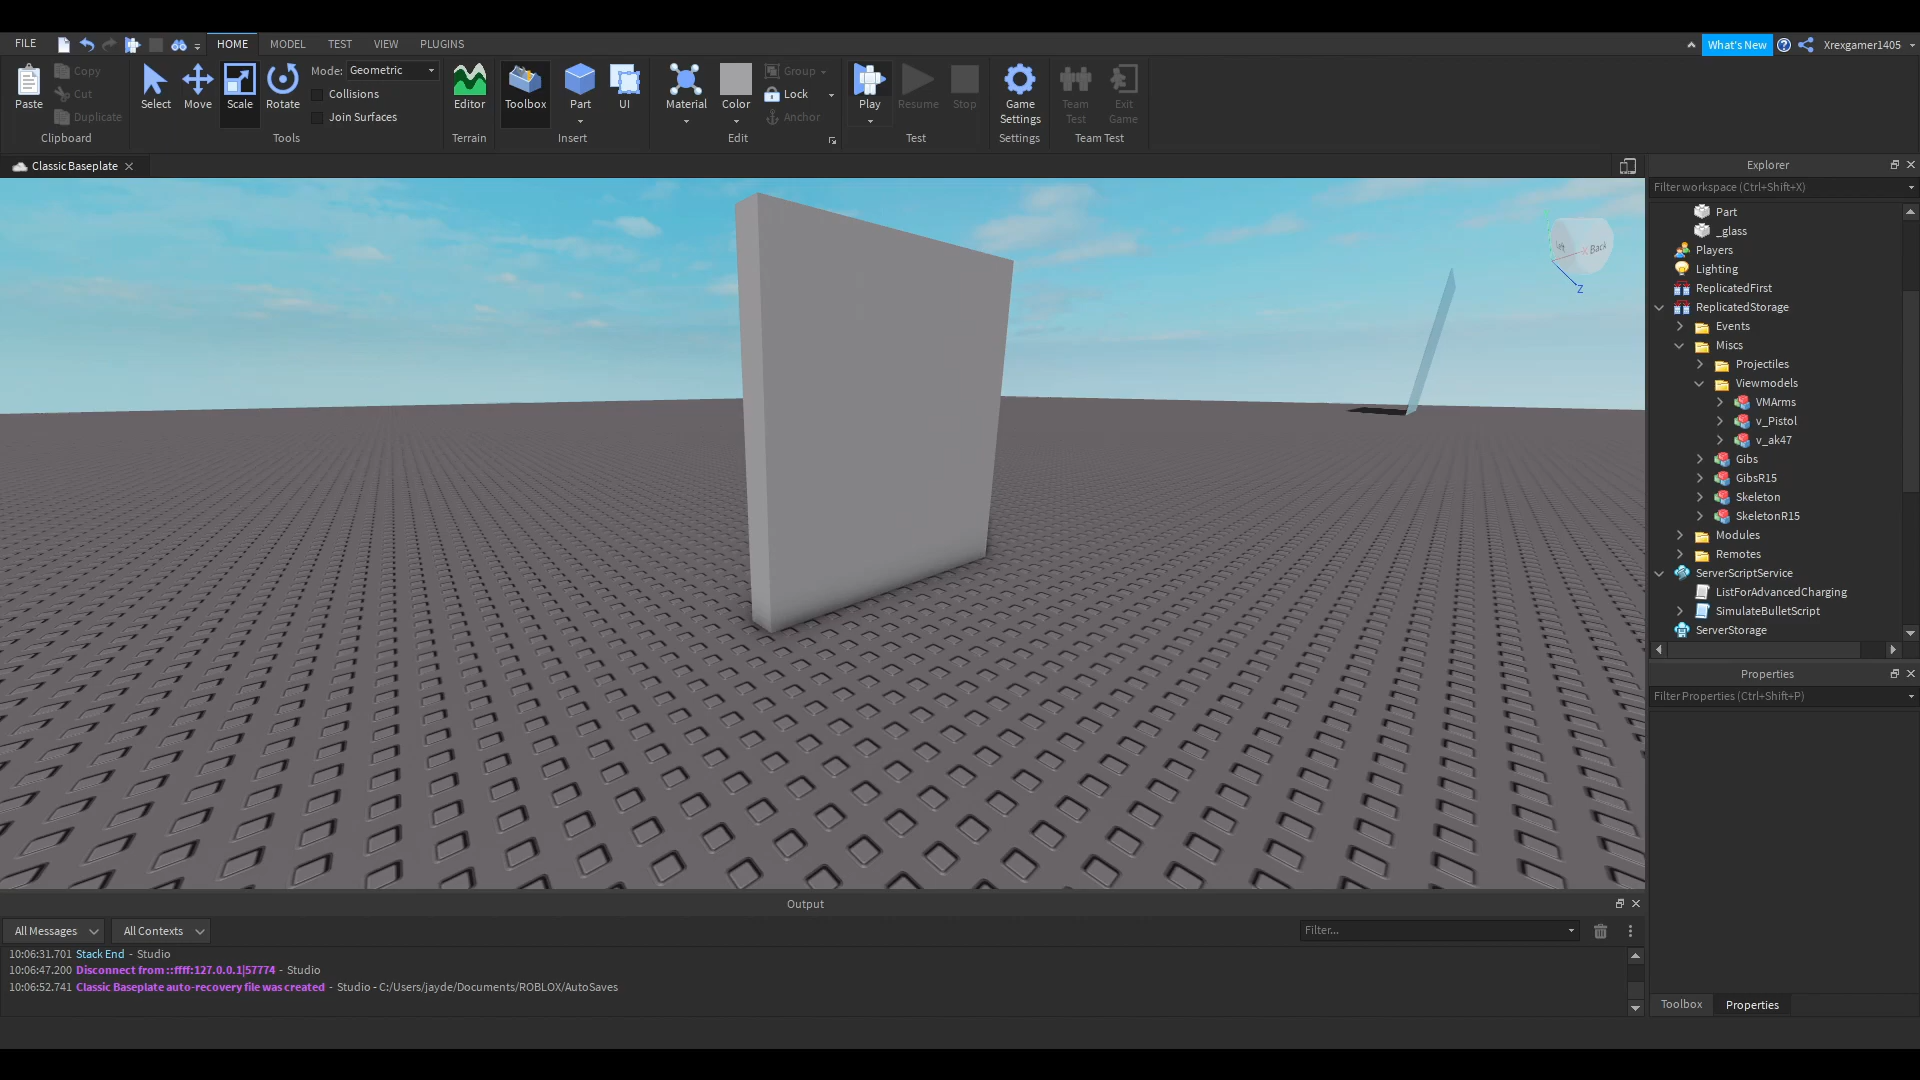 FILE
HOME
MODEL
TEST
VIEW
PLUGINS
What's New
Xrexgamer1405
Paste
Copy
Cut
Duplicate
Clipboard
Select
Move
Scale
Rotate
Mode: Geometric
Collisions
Join Surfaces
Tools
Editor
Terrain
Toolbox
Part
UI
Insert
Material
Color
Group
Lock
Anchor
Edit
Play
Resume
Stop
Test
Game
Settings
Settings
Team
Test
Exit
Game
Team Test
Classic Baseplate
Back
Z
Explorer
Filter workspace (Ctrl+Shift+X)
Part
_glass
Players
Lighting
ReplicatedFirst
ReplicatedStorage
Events
Miscs
Projectiles
Viewmodels
VMArms
v_Pistol
v_ak47
Gibs
GibsR15
Skeleton
SkeletonR15
Modules
Remotes
ServerScriptService
ListForAdvancedCharging
SimulateBulletScript
ServerStorage
Properties
Filter Properties (Ctrl+Shift+P)
Toolbox
Properties
Output
All Messages
All Contexts
Filter...
10:06:31.701 Stack End - Studio
10:06:47.200 Disconnect from ::ffff:127.0.0.1|57774 - Studio
10:06:52.741 Classic Baseplate auto-recovery file was created - Studio - C:/Users/jayde/Documents/ROBLOX/AutoSaves